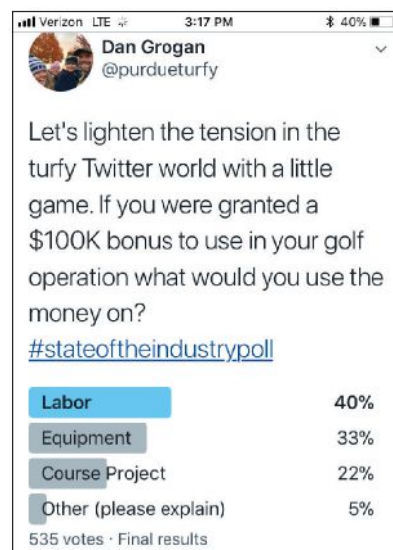 Verizon LTE 3:17 PM 40%
Dan Grogan
@purdueturfy
Let's lighten the tension in the
turfy Twitter world with a little
game. If you were granted a
$100K bonus to use in your golf
operation what would you use the
money on?
#stateoftheindustrypoll
Labor 40%
Equipment 33%
Course Project 22%
Other (please explain) 5%
535 votes · Final results